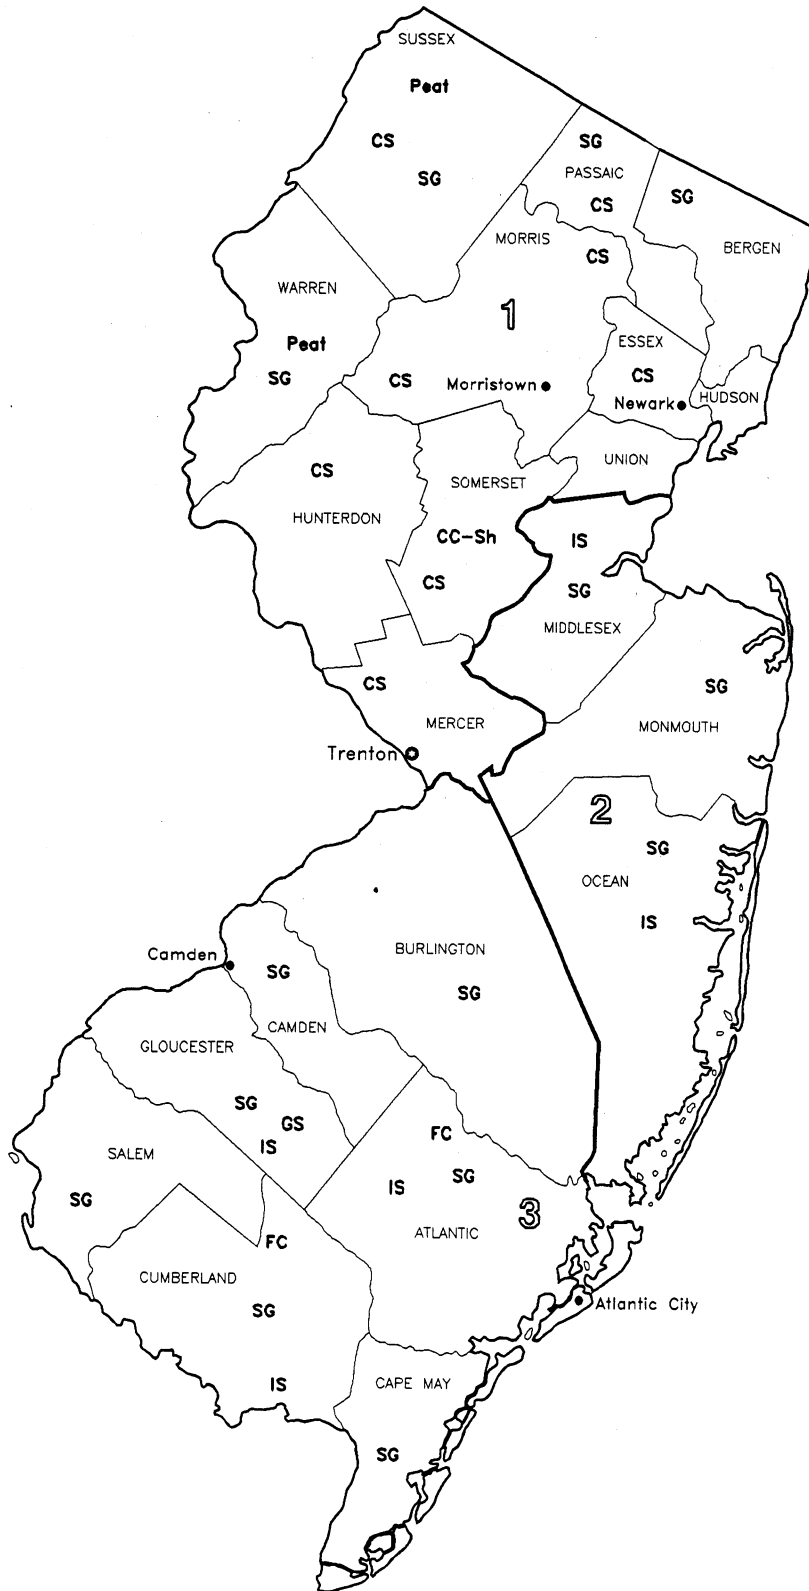 SUSSEX
Peat
CS
SG
SG
PASSAIC
CS
SG
BERGEN
MORRIS
CS
WARREN
1
Peat
SG
ESSEX
CS
CS
Morristown
Newark
HUDSON
CS
SOMERSET
UNION
HUNTERDON
CC-Sh
IS
CS
SG
MIDDLESEX
CS
SG
MERCER
MONMOUTH
Trenton
2
SG
OCEAN
IS
BURLINGTON
Camden
SG
SG
CAMDEN
GLOUCESTER
SG
GS
IS
FC
SALEM
SG
IS
SG
3
ATLANTIC
FC
CUMBERLAND
SG
Atlantic City
IS
CAPE MAY
SG